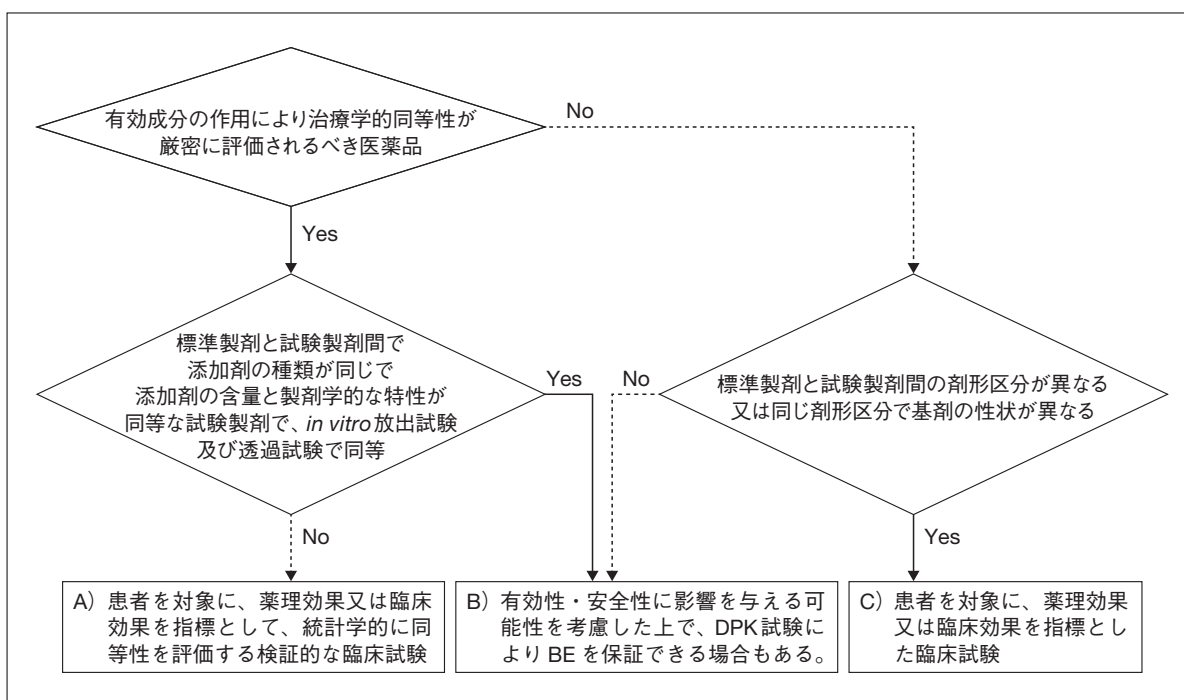 有効成分の作用により治療学的同等性が
厳密に評価されるべき医薬品
No
Yes
標準製剤と試験製剤間で
添加剤の種類が同じで
添加剤の含量と製剤学的な特性が
同等な試験製剤で、in vitro放出試験
及び透過試験で同等
Yes
No
標準製剤と試験製剤間の剤形区分が異なる
又は同じ剤形区分で基剤の性状が異なる
No
Yes
A）患者を対象に、薬理効果又は臨床
効果を指標として、統計学的に同
等性を評価する検証的な臨床試験
B）有効性・安全性に影響を与える可
能性を考慮した上で、DPK試験に
よりBEを保証できる場合もある。
C）患者を対象に、薬理効果
又は臨床効果を指標とし
た臨床試験